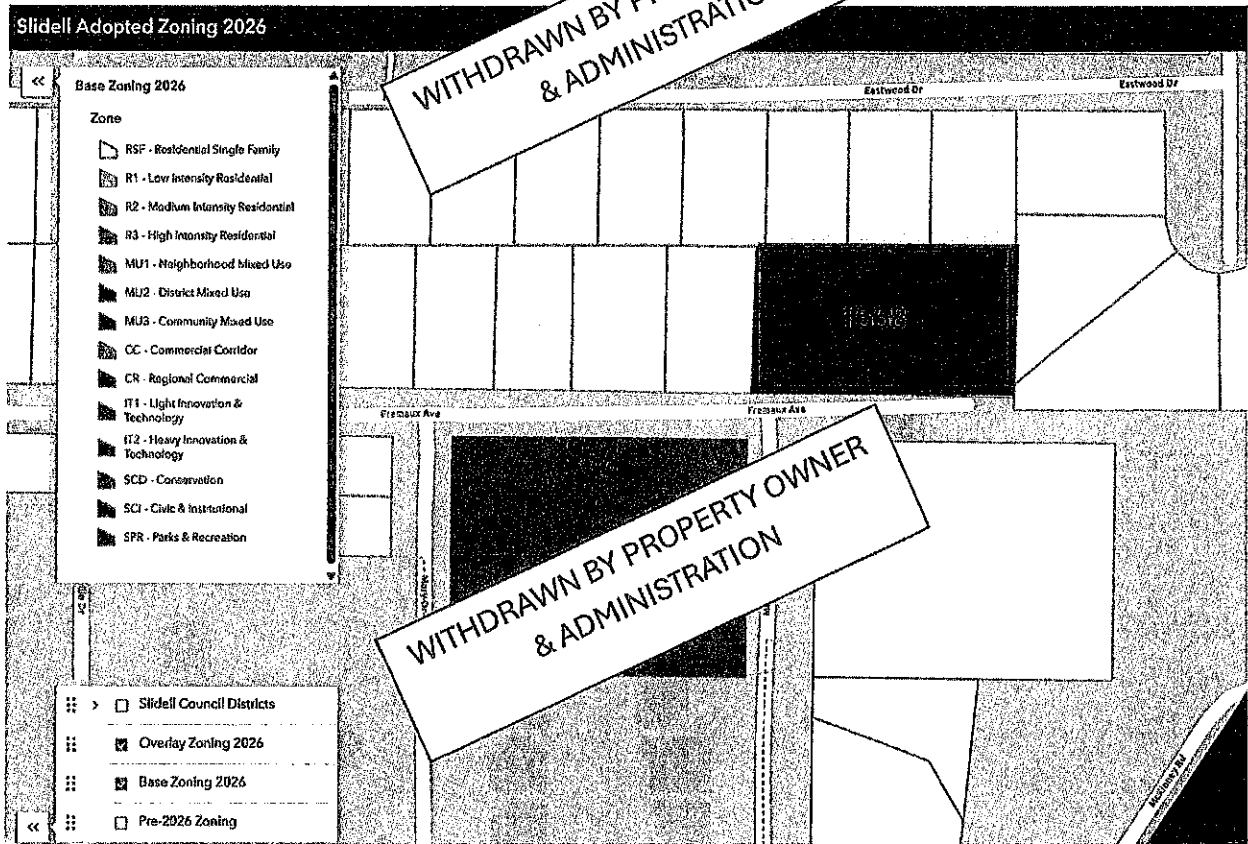 Slidell Adopted Zoning 2026
WITHDRAWN BY
& ADMINISTRATION
Base Zoning 2026
Zone
RSF - Residential Single Family
R1 - Low Intensity Residential
R2 - Medium Intensity Residential
R3 - High Intensity Residential
MU1 - Neighborhood Mixed Use
MU2 - District Mixed Use
MU3 - Community Mixed Use
CC - Commercial Corridor
CR - Regional Commercial
IT1 - Light Innovation &
Technology
IT2 - Heavy Innovation &
Technology
SCD - Conservation
SCI - Civic & Institutional
SPR - Parks & Recreation
Eastwood Dr
Eastwood Dr
Fremaux Ave
Fremaux Ave
WITHDRAWN BY PROPERTY OWNER
& ADMINISTRATION
Slidell Council Districts
Overlay Zoning 2026
Base Zoning 2026
Pre-2026 Zoning